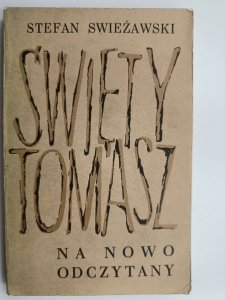 STEFAN SWIEŻAWSKI
ŚWIĘTY
TOMASZ
NA NOWO
ODCZYTANY